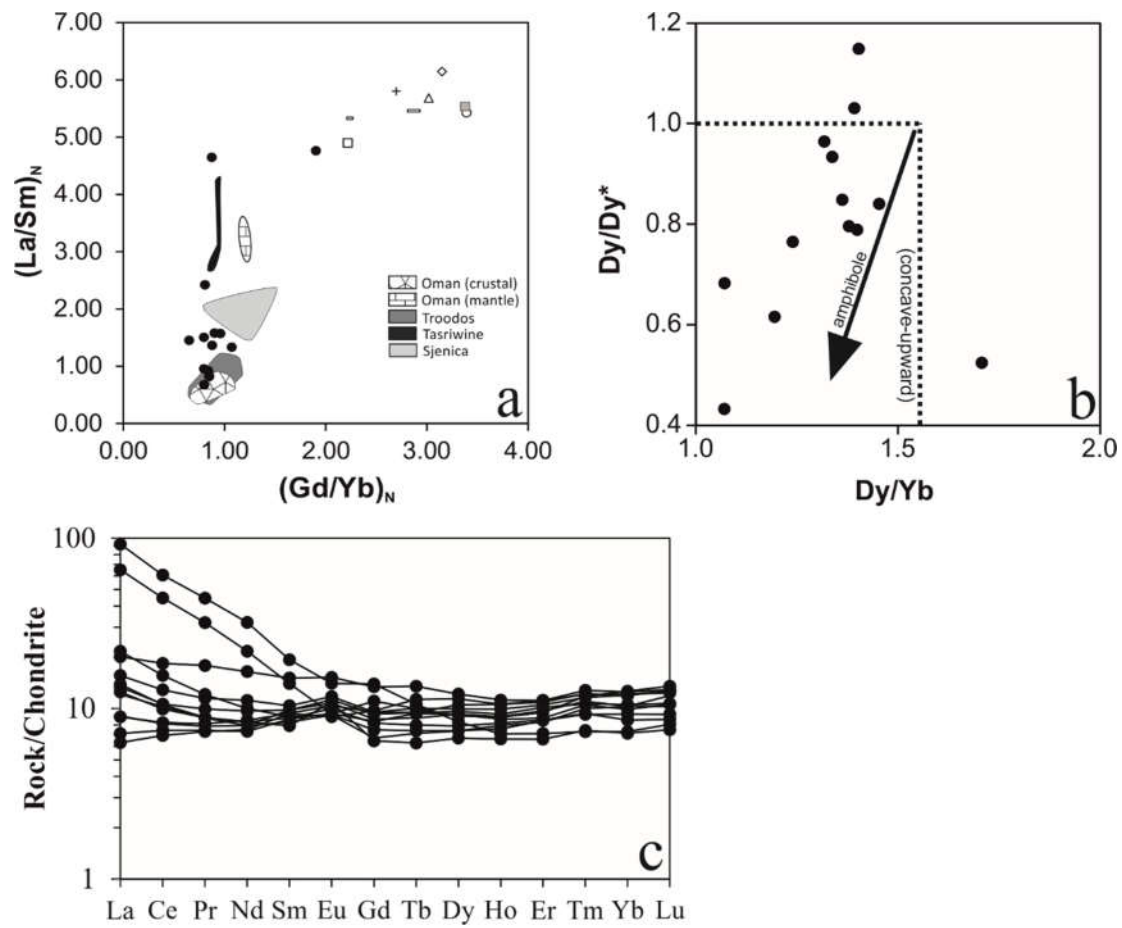 7.00
6.00
5.00
4.00
3.00
2.00
1.00
0.00
(La/Sm)N
0.00 1.00 2.00 3.00 4.00
(Gd/Yb)N
Oman (crustal)
Oman (mantle)
Troodos
Tasriwine
Sjenica
a
1.2
1.0
0.8
0.6
0.4
Dy/Dy*
1.0 1.5 2.0
Dy/Yb
amphibole
(concave-upward)
b
100
10
1
Rock/Chondrite
La Ce Pr Nd Sm Eu Gd Tb Dy Ho Er Tm Yb Lu
c